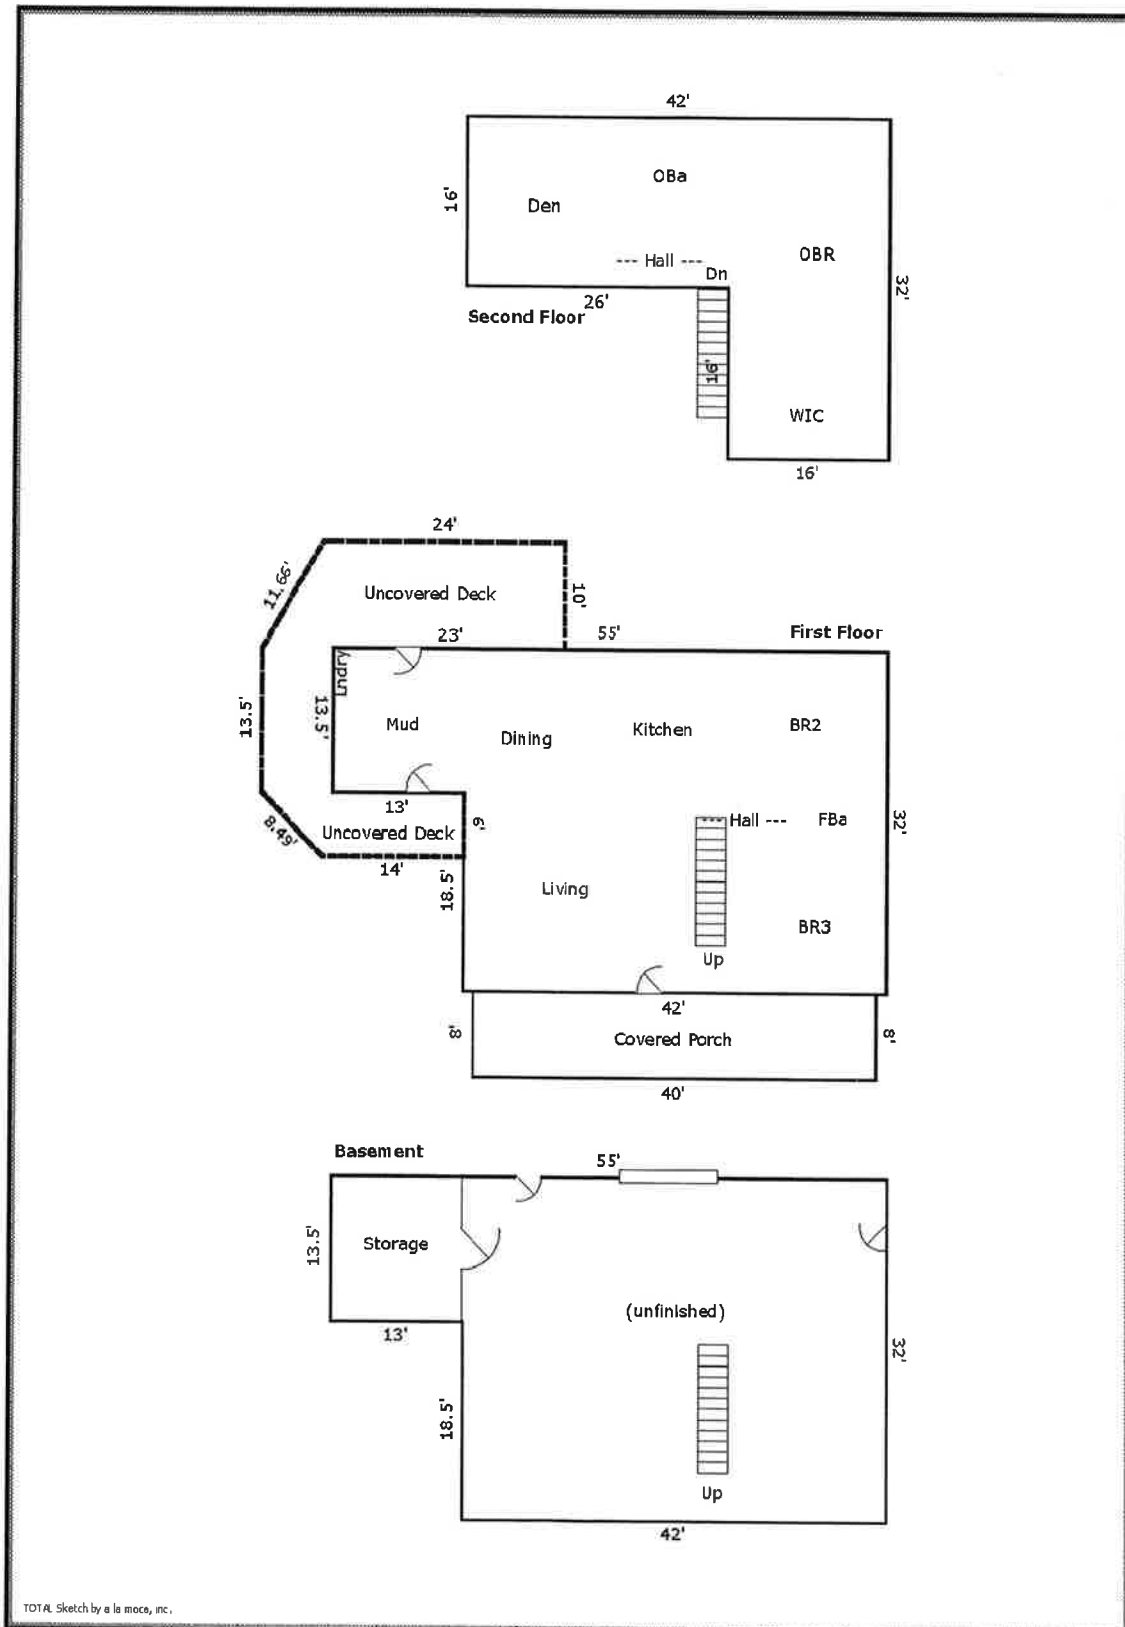 42'
16'
OBa
Den
OBR
--- Hall ---
Dn
32'
26'
Second Floor
16'
WIC
16'
24'
11.66'
Uncovered Deck
10'
23'
55'
First Floor
Lndry
13.5'
13.5'
Mud
Dining
Kitchen
BR2
13'
6'
--- Hall ---
FBa
32'
8.49'
Uncovered Deck
14'
18.5'
Living
BR3
Up
42'
8'
Covered Porch
8'
40'
Basement
55'
13.5'
Storage
(unfinished)
13'
32'
18.5'
Up
42'
TOTAL Sketch by a la mode, inc.